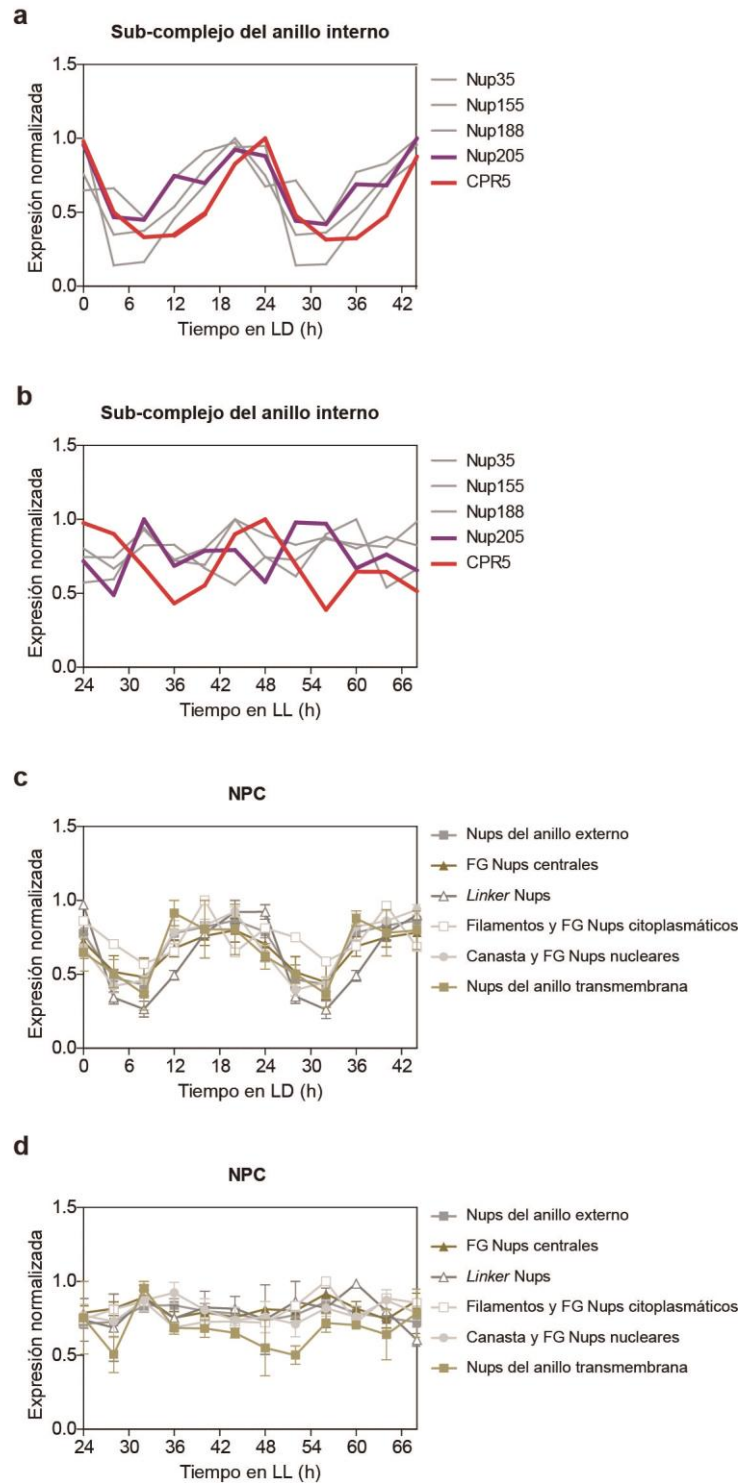 a
Sub-complejo del anillo interno
Expresión normalizada
1.5
1.0
0.5
0.0
0 6 12 18 24 30 36 42
Tiempo en LD (h)
Nup35
Nup155
Nup188
Nup205
CPR5
b
Sub-complejo del anillo interno
Expresión normalizada
1.5
1.0
0.5
0.0
24 30 36 42 48 54 60 66
Tiempo en LL (h)
Nup35
Nup155
Nup188
Nup205
CPR5
c
NPC
Expresión normalizada
1.5
1.0
0.5
0.0
0 6 12 18 24 30 36 42
Tiempo en LD (h)
Nups del anillo externo
FG Nups centrales
Linker Nups
Filamentos y FG Nups citoplasmáticos
Canasta y FG Nups nucleares
Nups del anillo transmembrana
d
NPC
Expresión normalizada
1.5
1.0
0.5
0.0
24 30 36 42 48 54 60 66
Tiempo en LL (h)
Nups del anillo externo
FG Nups centrales
Linker Nups
Filamentos y FG Nups citoplasmáticos
Canasta y FG Nups nucleares
Nups del anillo transmembrana